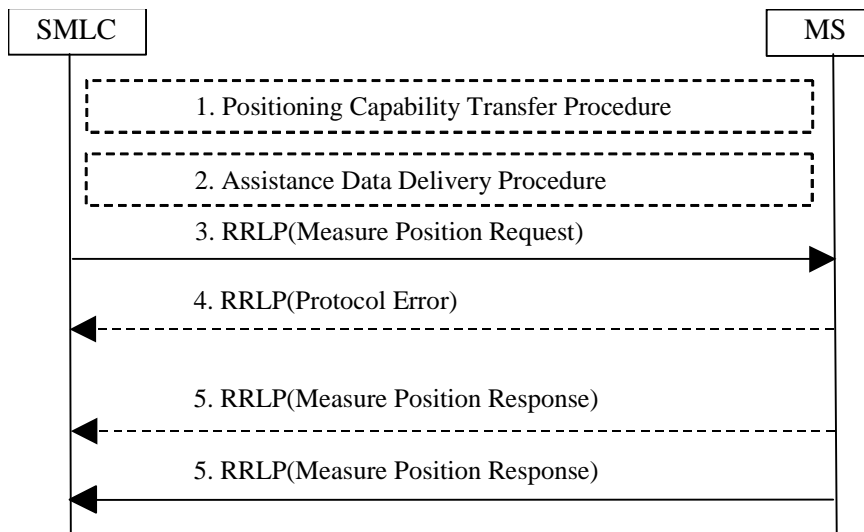 SMLC
MS
1. Positioning Capability Transfer Procedure
2. Assistance Data Delivery Procedure
3. RRLP(Measure Position Request)
4. RRLP(Protocol Error)
5. RRLP(Measure Position Response)
5. RRLP(Measure Position Response)